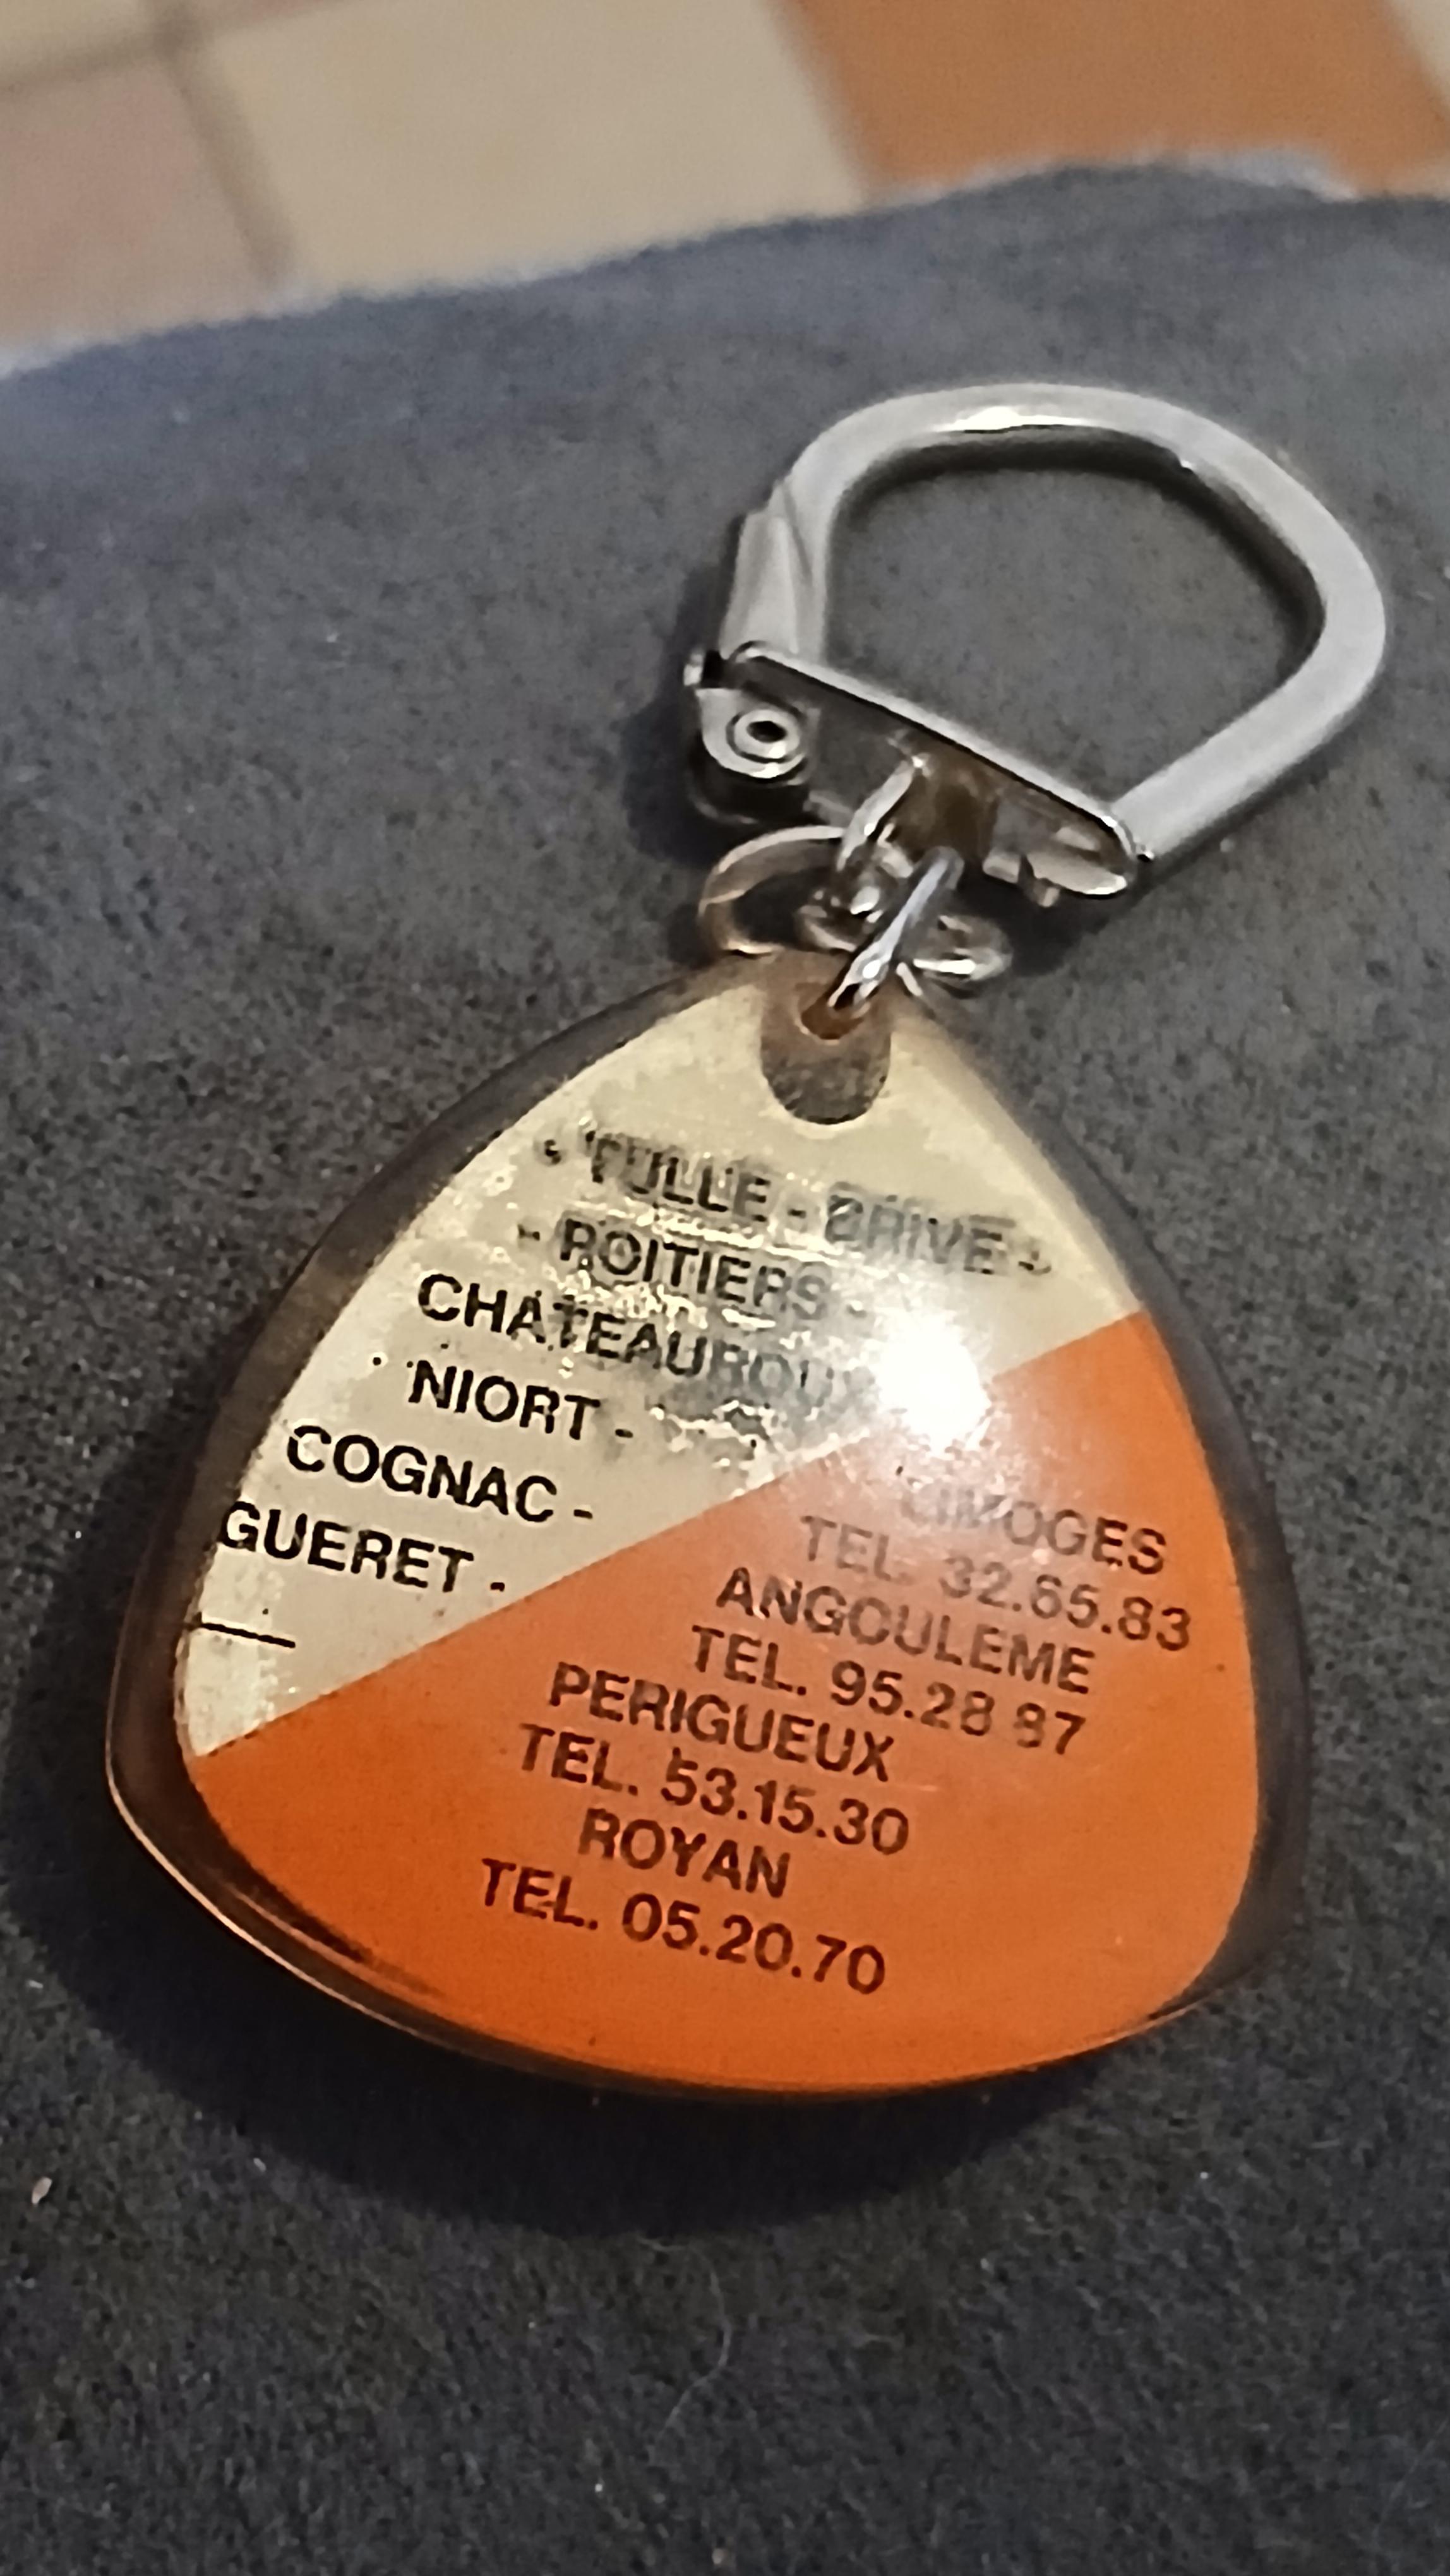 - TULLE - BRIVE -
- POITIERS -
CHATEAUROUX
NIORT -
COGNAC -
GUERET -
LIMOGES
TEL. 32.65.83
ANGOULEME
TEL. 95.28 87
PERIGUEUX
TEL. 53.15.30
ROYAN
TEL. 05.20.70